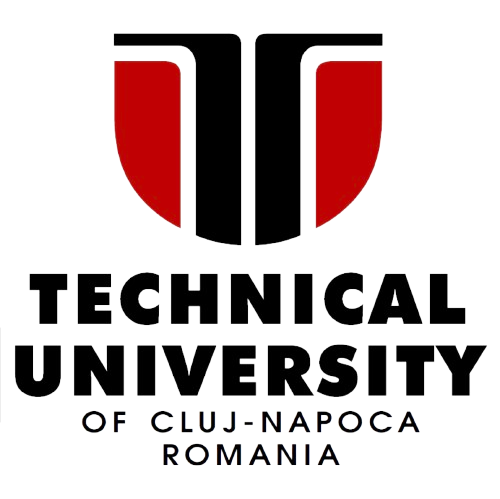 TECHNICAL
UNIVERSITY
OF CLUJ-NAPOCA
ROMANIA